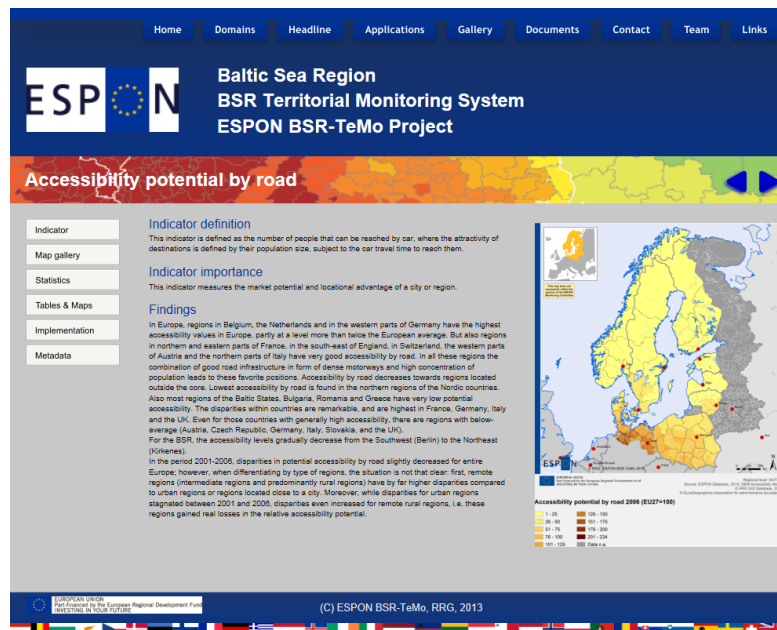 Home Domains Headline Applications Gallery Documents Contact Team Links
ESPON
Baltic Sea Region
BSR Territorial Monitoring System
ESPON BSR-TeMo Project
Accessibility potential by road
Indicator
Map gallery
Statistics
Tables & Maps
Implementation
Metadata
Indicator definition
This indicator is defined as the number of people that can be reached by car, where the attractivity of
destinations is defined by their population size, subject to the car travel time to reach them.
Indicator importance
This indicator measures the market potential and locational advantage of a city or region.
Findings
In Europe, regions in Belgium, the Netherlands and in the western parts of Germany have the highest
accessibility values in Europe, partly at a level more than twice the European average. But also regions
in northern and eastern parts of France, in the south-east of England, in Switzerland, the western parts
of Austria and the northern parts of Italy have very good accessibility by road. In all these regions the
combination of good road infrastructure in form of dense motorways and high concentration of
population leads to these favorite positions. Accessibility by road decreases towards regions located
outside the core. Lowest accessibility by road is found in the northern regions of the Nordic countries.
Also most regions of the Baltic States, Bulgaria, Romania and Greece have very low potential
accessibility. The disparities within countries are remarkable, and are highest in France, Germany, Italy
and the UK. Even for those countries with generally high accessibility, there are regions with below-
average (Austria, Czech Republic, Germany, Italy, Slovakia, and the UK).
For the BSR, the accessibility levels gradually decrease from the Southwest (Berlin) to the Northeast
(Kirkenes).
In the period 2001-2006, disparities in potential accessibility by road slightly decreased for entire
Europe; however, when differentiating by type of regions, the situation is not that clear: first, remote
regions (intermediate regions and predominantly rural regions) have by far higher disparities compared
to urban regions or regions located close to a city. Moreover, while disparities for urban regions
stagnated between 2001 and 2006, disparities even increased for remote rural regions, i.e. these
regions gained real losses in the relative accessibility potential.
ESPON
Accessibility potential by road 2006 (EU27=100)
1 - 25 126 - 150
26 - 50 151 - 175
51 - 75 176 - 200
76 - 100 201 - 234
101 - 125 Data n.a.
EUROPEAN UNION
Part-financed by the European Regional Development Fund
INVESTING IN YOUR FUTURE
(C) ESPON BSR-TeMo, RRG, 2013